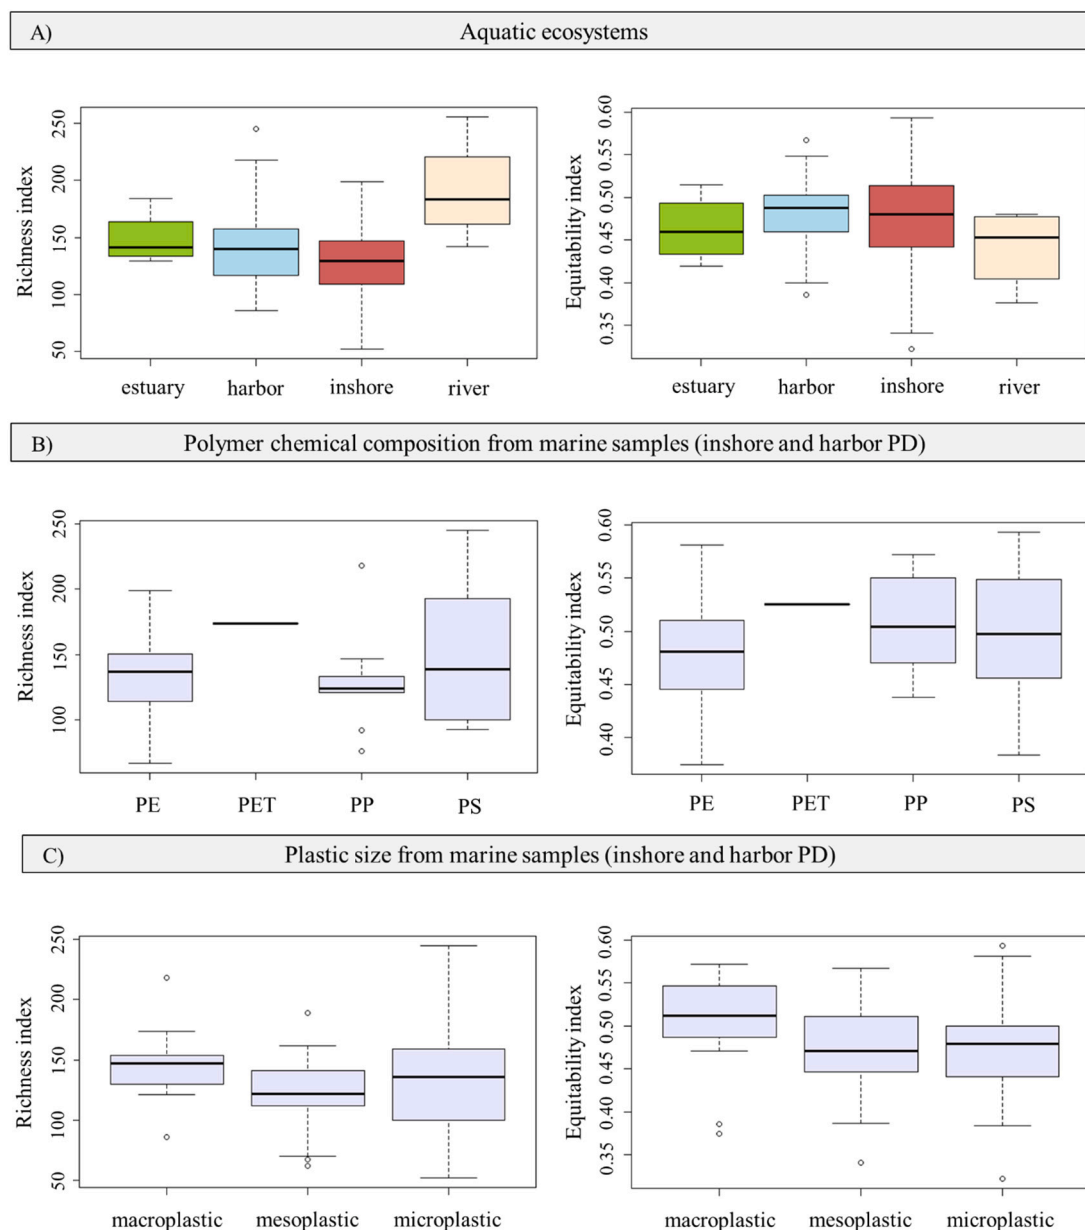 A) Aquatic ecosystems
Richness index
50 100 150 200 250
estuary harbor inshore river
Equitability index
0.35 0.40 0.45 0.50 0.55 0.60
estuary harbor inshore river
B) Polymer chemical composition from marine samples (inshore and harbor PD)
Richness index
100 150 200 250
PE PET PP PS
Equitability index
0.40 0.45 0.50 0.55 0.60
PE PET PP PS
C) Plastic size from marine samples (inshore and harbor PD)
Richness index
50 100 150 200 250
macroplastic mesoplastic microplastic
Equitability index
0.35 0.40 0.45 0.50 0.55 0.60
macroplastic mesoplastic microplastic